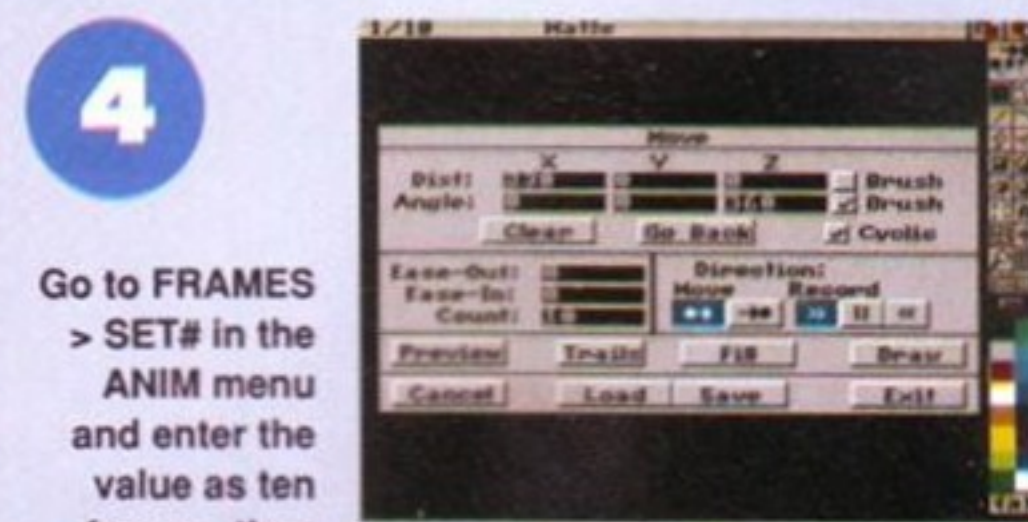 4
Go to FRAMES
> SET# in the
ANIM menu
and enter the
value as ten
1/10 Matte
Move
X Y Z
Dist: Brush
Angle: Brush
Clear Go Back Cyclic
Ease-Out: Direction:
Ease-In: Move Record
Count:
Preview Trails Fill Draw
Cancel Load Save Exit